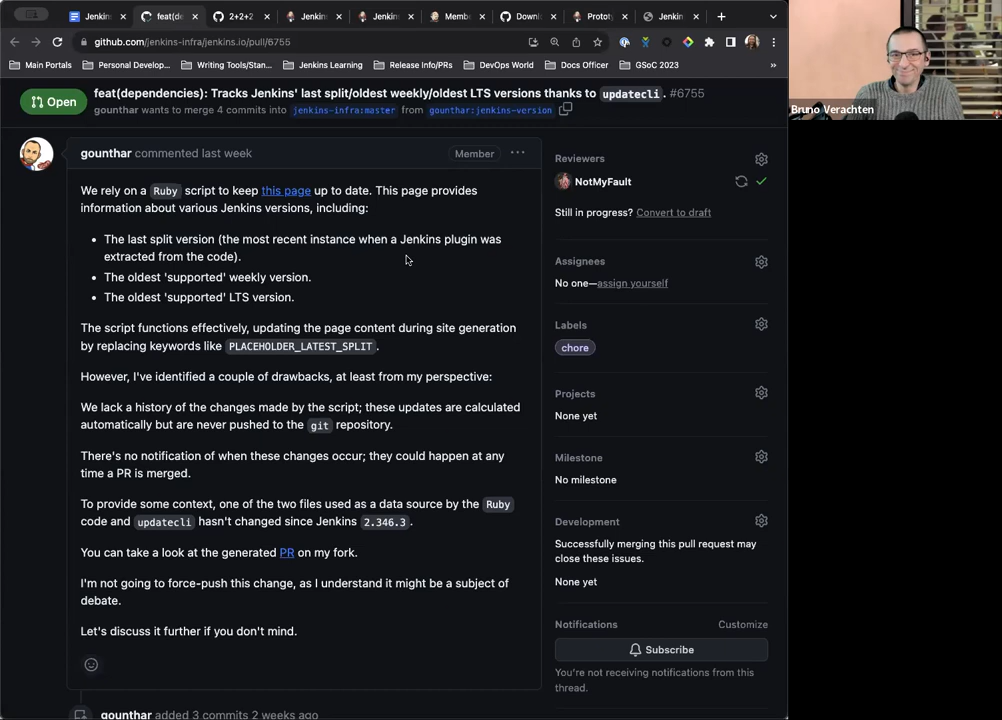 Jenkin:
feat(de
2+2+2
Jenkin:
Jenkin:
Membe
Downl
Prototy
Jenkin
github.com/jenkins-infra/jenkins.io/pull/6755
Main Portals
Personal Develop...
Writing Tools/Stan...
Jenkins Learning
Release Info/PRs
DevOps World
Docs Officer
GSoC 2023
Open
feat(dependencies): Tracks Jenkins' last split/oldest weekly/oldest LTS versions thanks to updatecli. #6755
gounthar wants to merge 4 commits into jenkins-infra:master from gounthar:jenkins-version
gounthar commented last week
Member
We rely on a Ruby script to keep this page up to date. This page provides
information about various Jenkins versions, including:
• The last split version (the most recent instance when a Jenkins plugin was
extracted from the code).
• The oldest 'supported' weekly version.
• The oldest 'supported' LTS version.
The script functions effectively, updating the page content during site generation
by replacing keywords like PLACEHOLDER_LATEST_SPLIT.
However, I've identified a couple of drawbacks, at least from my perspective:
We lack a history of the changes made by the script; these updates are calculated
automatically but are never pushed to the git repository.
There's no notification of when these changes occur; they could happen at any
time a PR is merged.
To provide some context, one of the two files used as a data source by the Ruby
code and updatecli hasn't changed since Jenkins 2.346.3.
You can take a look at the generated PR on my fork.
I'm not going to force-push this change, as I understand it might be a subject of
debate.
Let's discuss it further if you don't mind.
gounthar added 3 commits 2 weeks ago
Reviewers
NotMyFault
Still in progress? Convert to draft
Assignees
No one—assign yourself
Labels
chore
Projects
None yet
Milestone
No milestone
Development
Successfully merging this pull request may
close these issues.
None yet
Notifications
Customize
Subscribe
You're not receiving notifications from this
thread.
Bruno Verachten